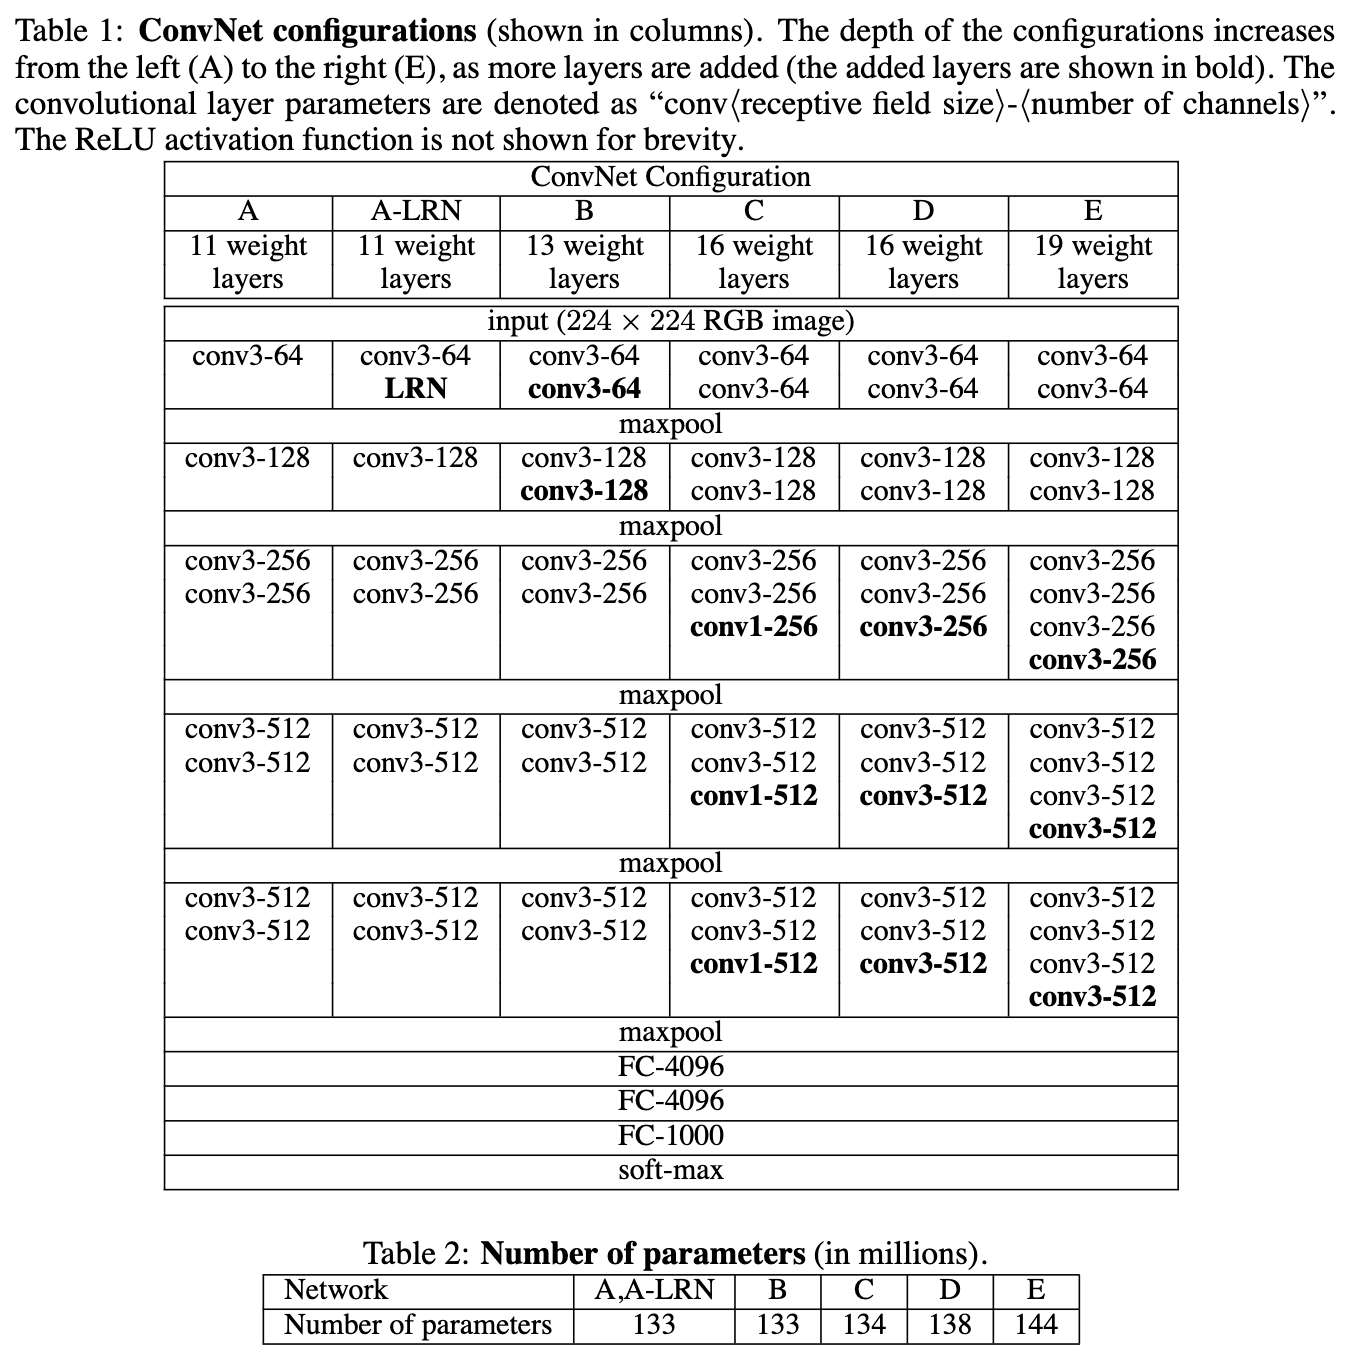 Table 1: ConvNet configurations (shown in columns). The depth of the configurations increases
from the left (A) to the right (E), as more layers are added (the added layers are shown in bold). The
convolutional layer parameters are denoted as “conv⟨receptive field size⟩-⟨number of channels⟩”.
The ReLU activation function is not shown for brevity.
ConvNet Configuration
A A-LRN B C D E
11 weight 11 weight 13 weight 16 weight 16 weight 19 weight
layers layers layers layers layers layers
input (224 × 224 RGB image)
conv3-64 conv3-64 conv3-64 conv3-64 conv3-64 conv3-64
LRN conv3-64 conv3-64 conv3-64 conv3-64
maxpool
conv3-128 conv3-128 conv3-128 conv3-128 conv3-128 conv3-128
conv3-128 conv3-128 conv3-128 conv3-128
maxpool
conv3-256 conv3-256 conv3-256 conv3-256 conv3-256 conv3-256
conv3-256 conv3-256 conv3-256 conv3-256 conv3-256 conv3-256
conv1-256 conv3-256 conv3-256
conv3-256
maxpool
conv3-512 conv3-512 conv3-512 conv3-512 conv3-512 conv3-512
conv3-512 conv3-512 conv3-512 conv3-512 conv3-512 conv3-512
conv1-512 conv3-512 conv3-512
conv3-512
maxpool
conv3-512 conv3-512 conv3-512 conv3-512 conv3-512 conv3-512
conv3-512 conv3-512 conv3-512 conv3-512 conv3-512 conv3-512
conv1-512 conv3-512 conv3-512
conv3-512
maxpool
FC-4096
FC-4096
FC-1000
soft-max
Table 2: Number of parameters (in millions).
Network A,A-LRN B C D E
Number of parameters 133 133 134 138 144